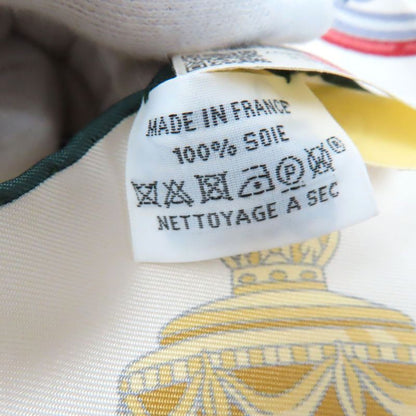 MADE IN FRANCE
100% SOIE
NETTOYAGE A SEC